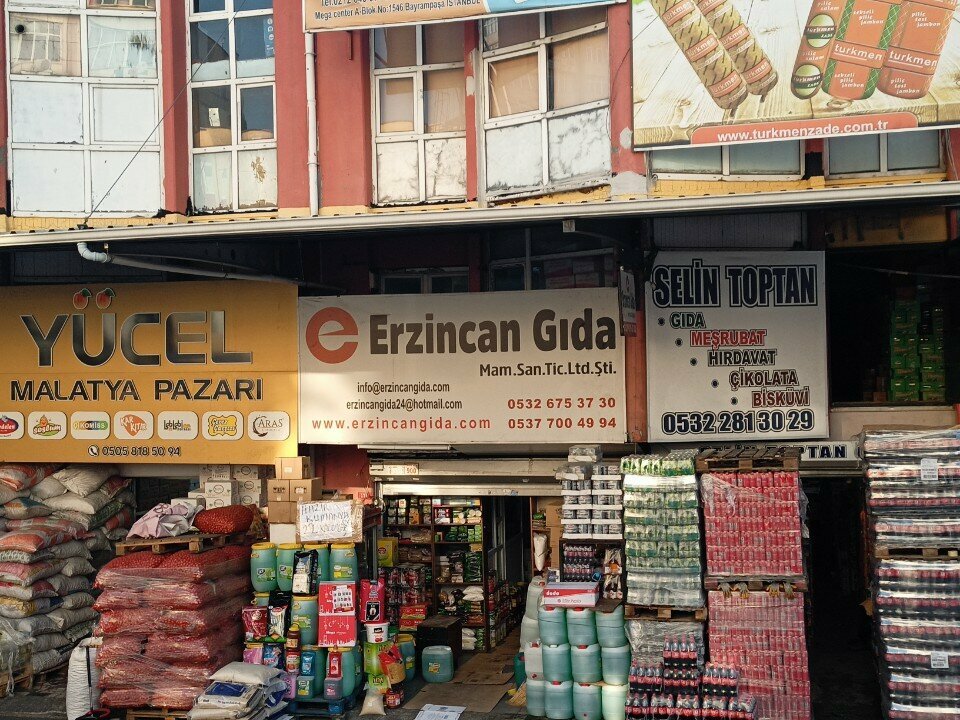 Mega center A-Blok No:1546 Bayrampaşa İSTANBUL
turkmen
www.turkmenzade.com.tr
YÜCEL
MALATYA PAZARI
ARAS
0505 818 50 94
e Erzincan Gıda
Mam.San.Tic.Ltd.Şti.
info@erzincangida.com
erzincangida24@hotmail.com
www.erzincangida.com
0532 675 37 30
0537 700 49 94
SELİN TOPTAN
• GIDA
• MEŞRUBAT
• HIRDAVAT
• ÇİKOLATA
• BİSKÜVİ
0532 281 30 29
TOPTAN